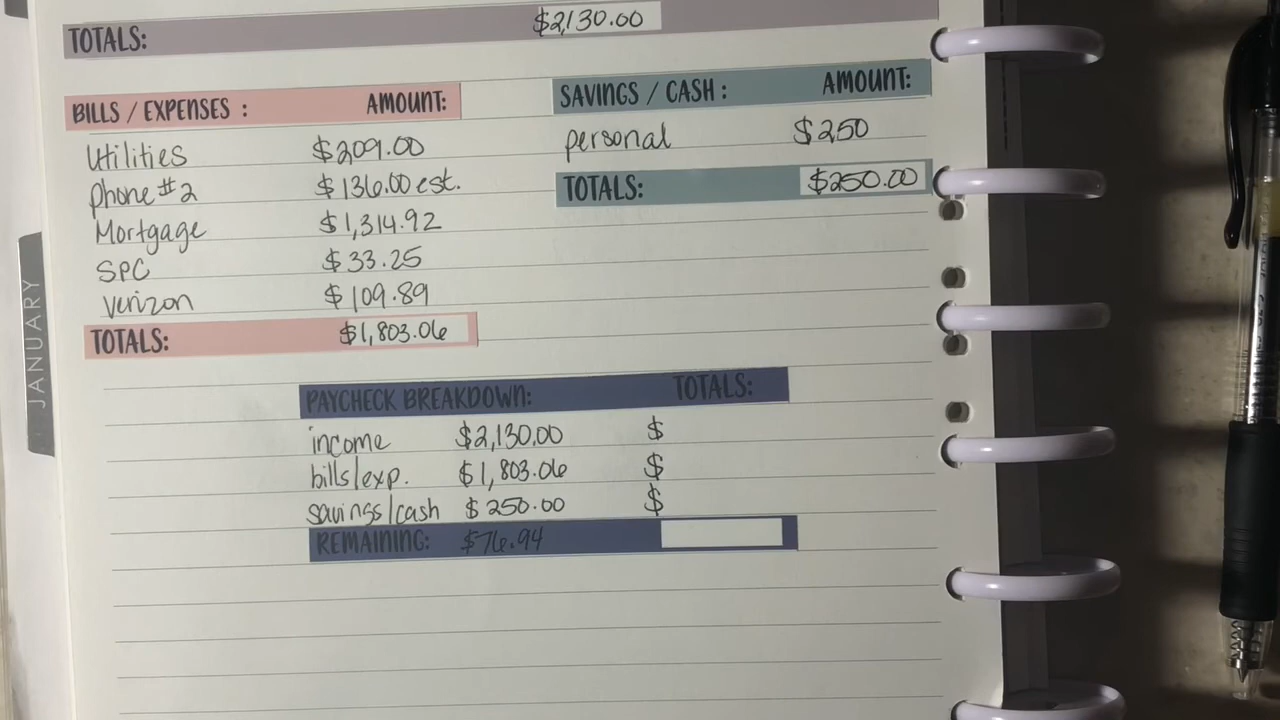 TOTALS: $2,130.00
BILLS / EXPENSES : AMOUNT:
utilities $209.00
phone #2 $136.00 est.
Mortgage $1,314.92
SPC $33.25
verizon $109.89
TOTALS: $1,803.06
SAVINGS / CASH : AMOUNT:
personal $250
TOTALS: $250.00
PAYCHECK BREAKDOWN: TOTALS:
income $2,130.00 $
bills/exp. $1,803.06 $
savings/cash $250.00 $
REMAINING: $76.94
JANUARY